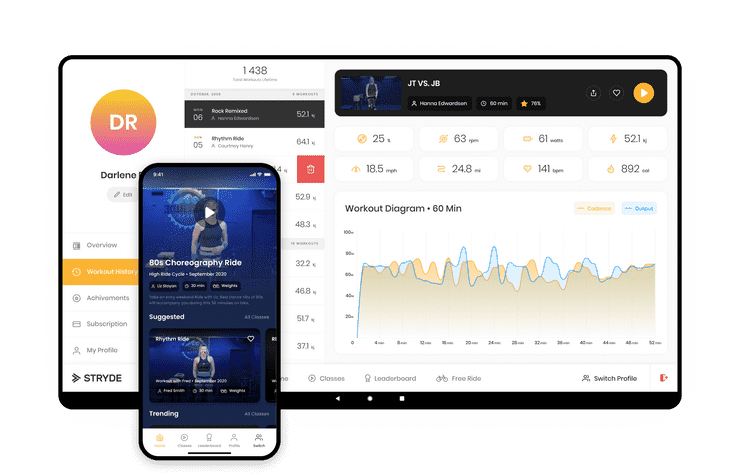 DR
Darlene
Edit
Overview
Workout History
Achivements
Subscription
My Profile
STRYDE
1 438
Total Workouts Lifetime
OCTOBER, 2020
5 WORKOUTS
MON
06
Rock Remixed
Hanna Edwardsen
52.1 kj
SUN
05
Rhythm Ride
Courtney Henry
64.1 kj
52.9 kj
48.3 kj
WORKOUTS
32.2 kj
46.8 kj
51.7 kj
37.1 kj
JT VS. JB
Hanna Edwardsen
60 min
76%
25 %
63 rpm
61 watts
52.1 kj
18.5 mph
24.8 mi
141 bpm
892 cal
Workout Diagram • 60 Min
Cadence
Output
100
80
60
40
20
0
4 min
8 min
12 min
16 min
20 min
24 min
28 min
32 min
36 min
40 min
44 min
48 min
52 min
Classes
Leaderboard
Free Ride
Switch Profile
9:41
80s Choreography Ride
High Ride Cycle • September 2020
Liz Stayon
30 min
Weights
Suggested
All Classes
Rhythm Ride
Workout with Fred • September 2020
Fred Smith
30 min
Weights
Trending
All Classes
Home
Classes
Leaderboard
Profile
Switch